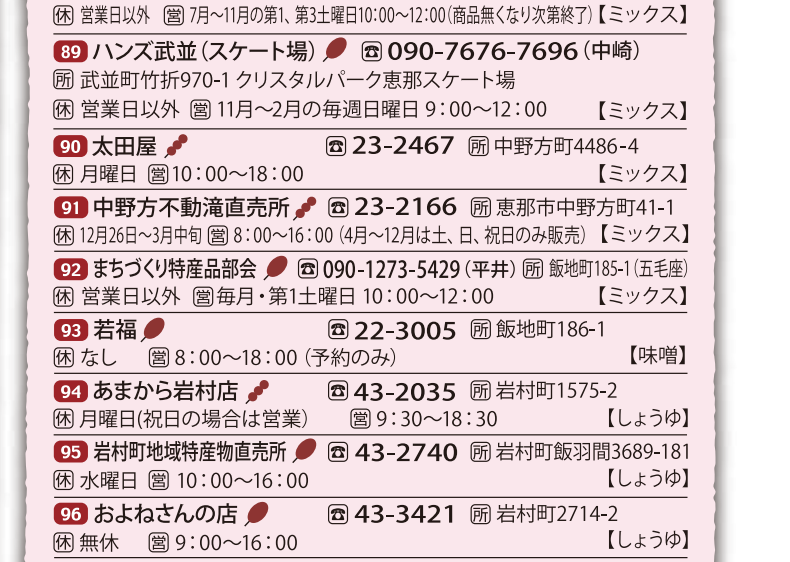 休 営業日以外 営 7月～11月の第1、第3土曜日10：00～12：00(商品無くなり次第終了)【ミックス】
89 ハンズ武並（スケート場） ☎ 090-7676-7696（中崎）
所 武並町竹折970-1 クリスタルパーク恵那スケート場
休 営業日以外 営 11月～2月の毎週日曜日 9：00～12：00 【ミックス】
90 太田屋 ☎ 23-2467 所 中野方町4486-4
休 月曜日 営 10：00～18：00 【ミックス】
91 中野方不動滝直売所 ☎ 23-2166 所 恵那市中野方町41-1
休 12月26日～3月中旬 営 8：00～16：00（4月～12月は土、日、祝日のみ販売）【ミックス】
92 まちづくり特産品部会 ☎ 090-1273-5429（平井） 所 飯地町185-1（五毛座）
休 営業日以外 営 毎月・第1土曜日 10：00～12：00 【ミックス】
93 若福 ☎ 22-3005 所 飯地町186-1
休 なし 営 8：00～18：00（予約のみ） 【味噌】
94 あまから岩村店 ☎ 43-2035 所 岩村町1575-2
休 月曜日(祝日の場合は営業） 営 9：30～18：30 【しょうゆ】
95 岩村町地域特産物直売所 ☎ 43-2740 所 岩村町飯羽間3689-181
休 水曜日 営 10：00～16：00 【しょうゆ】
96 およねさんの店 ☎ 43-3421 所 岩村町2714-2
休 無休 営 9：00～16：00 【しょうゆ】